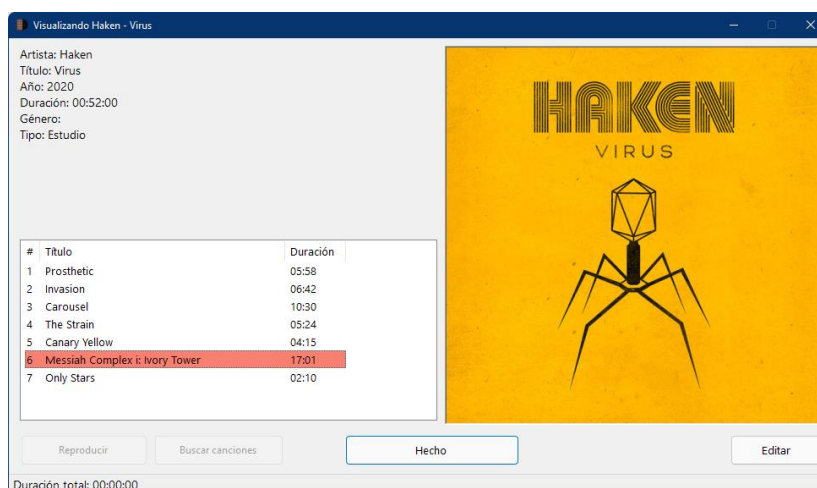 Visualizando Haken - Virus
Artista: Haken
Título: Virus
Año: 2020
Duración: 00:52:00
Género:
Tipo: Estudio
HAKEN
VIRUS
# Título Duración
1 Prosthetic 05:58
2 Invasion 06:42
3 Carousel 10:30
4 The Strain 05:24
5 Canary Yellow 04:15
6 Messiah Complex i: Ivory Tower 17:01
7 Only Stars 02:10
Reproducir Buscar canciones Hecho Editar
Duración total: 00:00:00